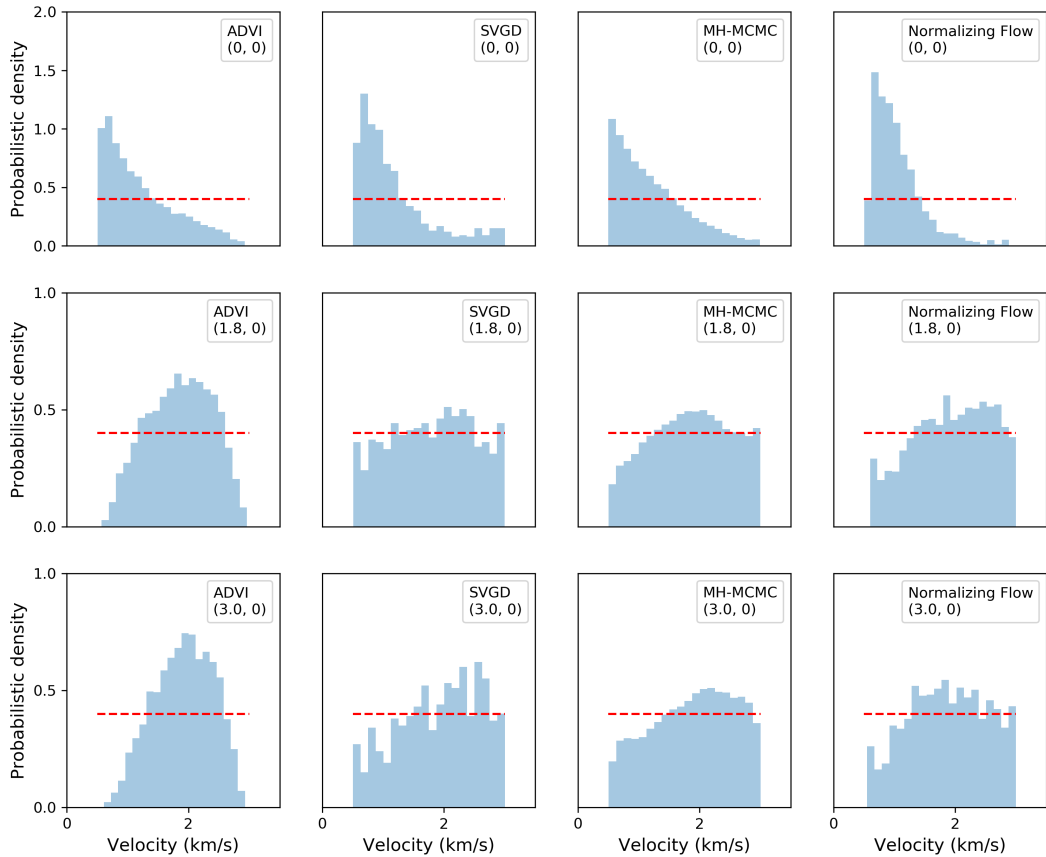 Probabilistic density
2.0
1.5
1.0
0.5
0.0
ADVI
(0, 0)
SVGD
(0, 0)
MH-MCMC
(0, 0)
Normalizing Flow
(0, 0)
Probabilistic density
1.0
0.5
0.0
ADVI
(1.8, 0)
SVGD
(1.8, 0)
MH-MCMC
(1.8, 0)
Normalizing Flow
(1.8, 0)
Probabilistic density
1.0
0.5
0.0
ADVI
(3.0, 0)
SVGD
(3.0, 0)
MH-MCMC
(3.0, 0)
Normalizing Flow
(3.0, 0)
0 2
0 2
0 2
0 2
Velocity (km/s)
Velocity (km/s)
Velocity (km/s)
Velocity (km/s)